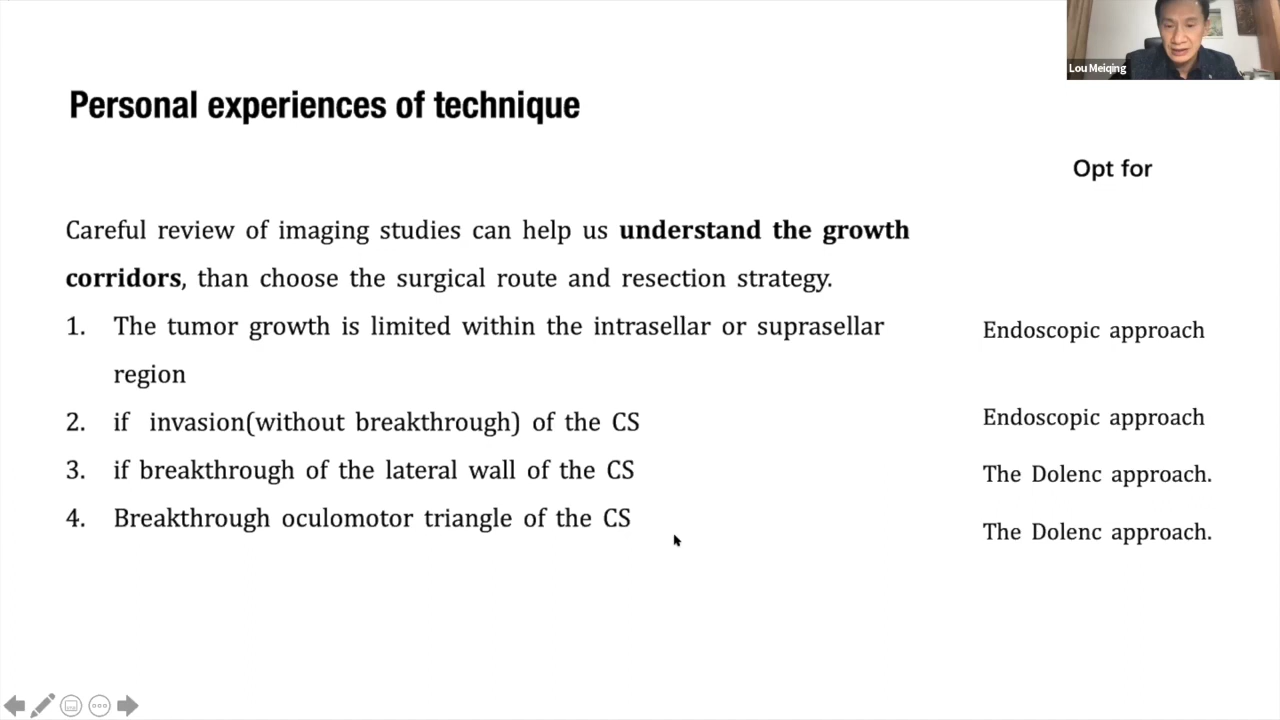 Lou Meiqing
Personal experiences of technique
Opt for
Careful review of imaging studies can help us understand the growth
corridors, than choose the surgical route and resection strategy.
1. The tumor growth is limited within the intrasellar or suprasellar
region
Endoscopic approach
2. if invasion(without breakthrough) of the CS
Endoscopic approach
3. if breakthrough of the lateral wall of the CS
The Dolenc approach.
4. Breakthrough oculomotor triangle of the CS
The Dolenc approach.